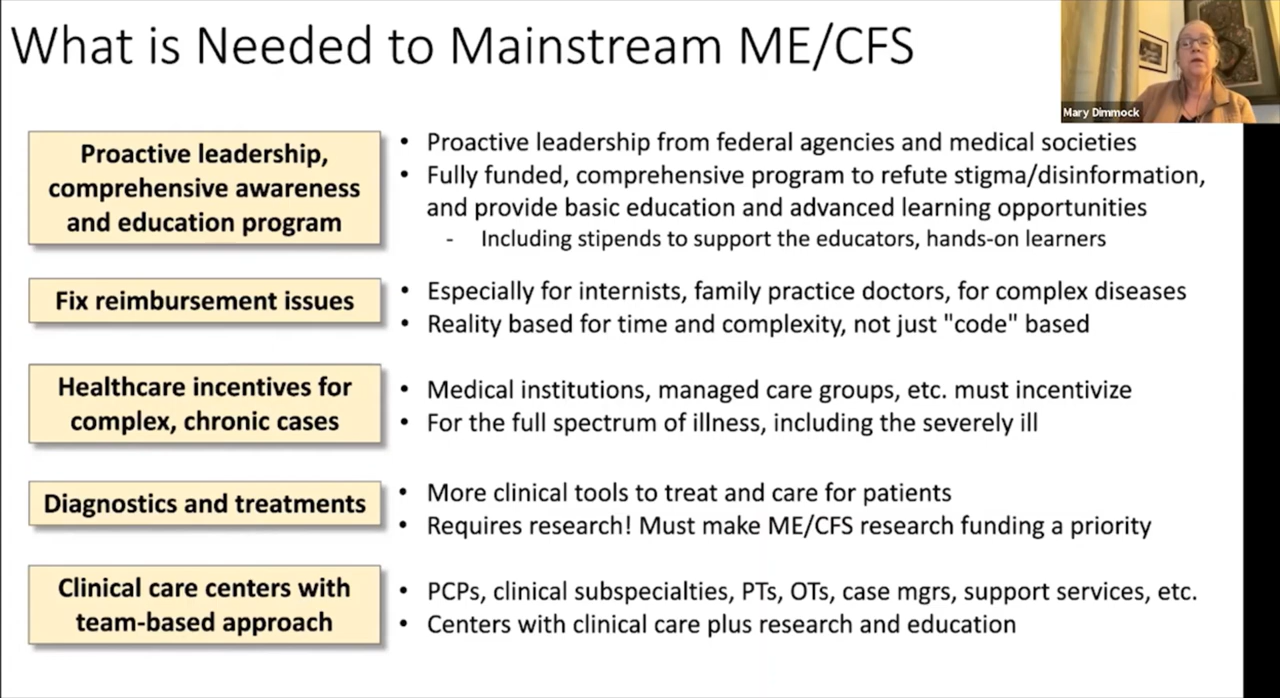 What is Needed to Mainstream ME/CFS
Mary Dimmock
Proactive leadership,
comprehensive awareness
and education program
• Proactive leadership from federal agencies and medical societies
• Fully funded, comprehensive program to refute stigma/disinformation,
and provide basic education and advanced learning opportunities
- Including stipends to support the educators, hands-on learners
Fix reimbursement issues
• Especially for internists, family practice doctors, for complex diseases
• Reality based for time and complexity, not just "code" based
Healthcare incentives for
complex, chronic cases
• Medical institutions, managed care groups, etc. must incentivize
• For the full spectrum of illness, including the severely ill
Diagnostics and treatments
• More clinical tools to treat and care for patients
• Requires research! Must make ME/CFS research funding a priority
Clinical care centers with
team-based approach
• PCPs, clinical subspecialties, PTs, OTs, case mgrs, support services, etc.
• Centers with clinical care plus research and education